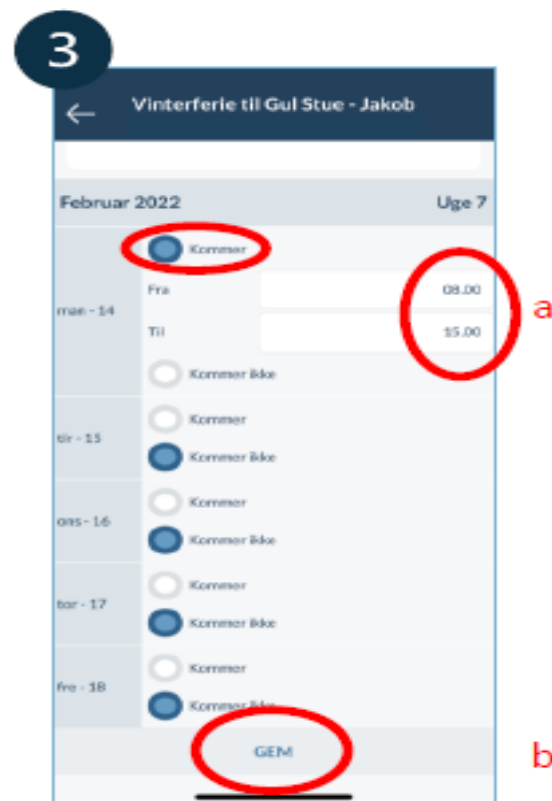 3
Vinterferie til Gul Stue - Jakob
Februar 2022 Uge 7
Kommer
man - 14
Fra 08.00
Til 15.00
Kommer ikke
tir - 15
Kommer
Kommer ikke
ons - 16
Kommer
Kommer ikke
tor - 17
Kommer
Kommer ikke
fre - 18
Kommer
Kommer ikke
GEM
a
b